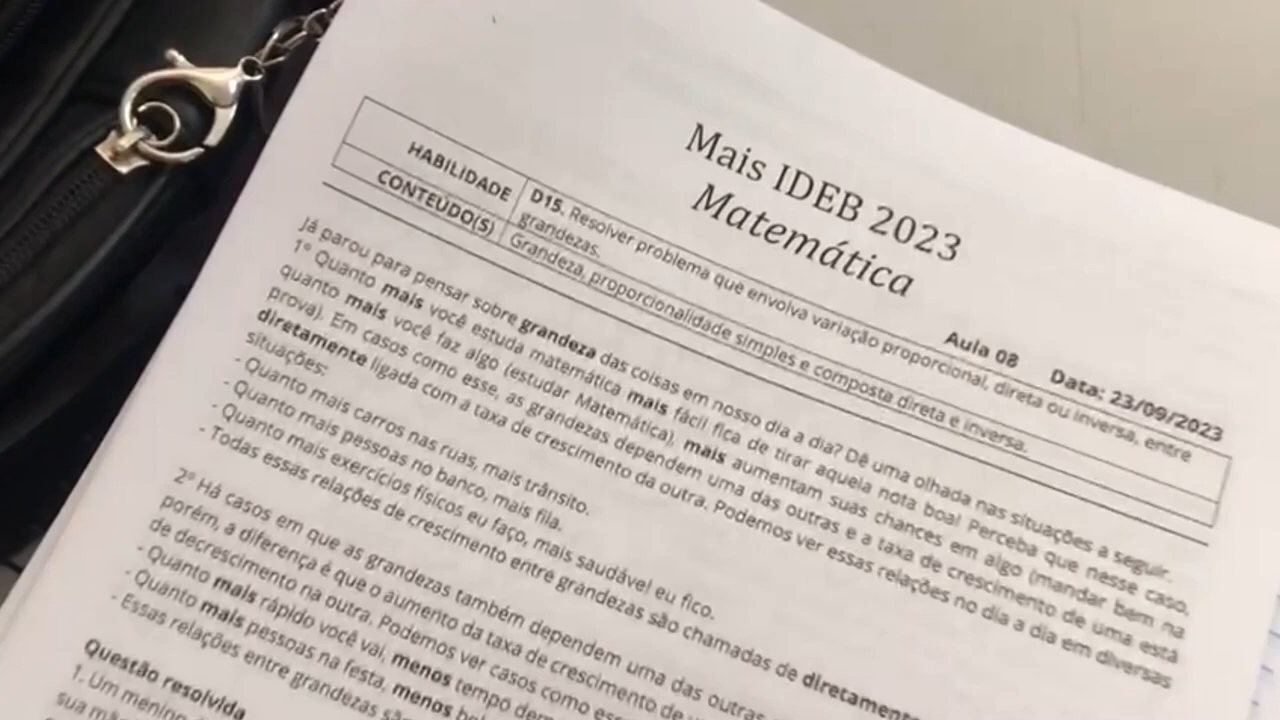 Mais IDEB 2023
Matemática
Aula 08 Data: 23/09/2023
HABILIDADE D15. Resolver problema que envolva variação proporcional, direta ou inversa, entre
grandezas.
CONTEÚDO(S) Grandeza, proporcionalidade simples e composta direta e inversa.
Já parou para pensar sobre grandeza das coisas em nosso dia a dia? Dê uma olhada nas situações a seguir.
1º Quanto mais você estuda matemática mais fácil fica de tirar aquela nota boa! Perceba que nesse caso,
quanto mais você faz algo (estudar Matemática), mais aumentam suas chances em algo (mandar bem na
prova). Em casos como esse, as grandezas dependem uma das outras e a taxa de crescimento de uma está
diretamente ligada com a taxa de crescimento da outra. Podemos ver essas relações no dia a dia em diversas
situações:
- Quanto mais carros nas ruas, mais trânsito.
- Quanto mais pessoas no banco, mais fila.
- Quanto mais exercícios físicos eu faço, mais saudável eu fico.
- Todas essas relações de crescimento entre grandezas são chamadas de diretamente
2º Há casos em que as grandezas também dependem uma das outras
porém, a diferença é que o aumento da taxa de crescimento de
de decrescimento na outra. Podemos ver casos como
- Quanto mais rápido você vai, menos tempo
- Quanto mais pessoas na festa, menos
- Essas relações entre grandezas
Questão resolvida
1. Um menino
sua